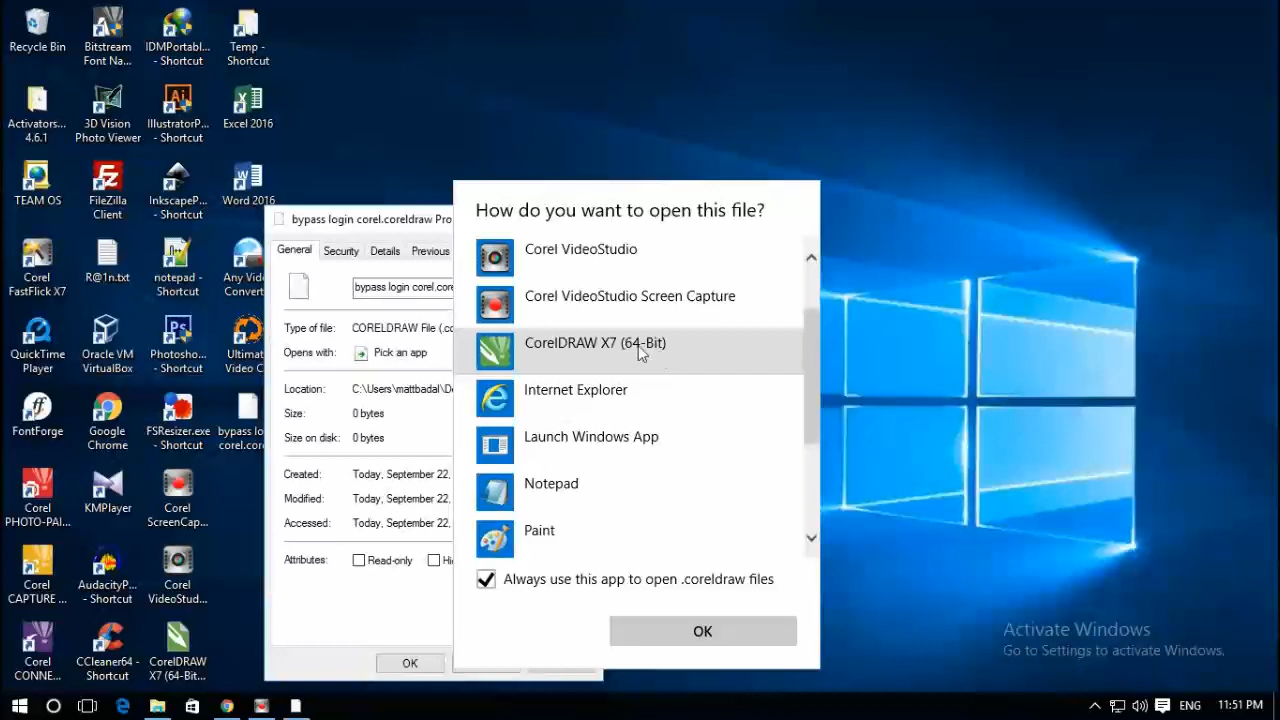 Recycle Bin
Bitstream
Font Na...
IDMPortabl...
- Shortcut
Temp -
Shortcut
Activators...
4.6.1
3D Vision
Photo Viewer
IllustratorP...
- Shortcut
Excel 2016
TEAM OS
FileZilla
Client
InkscapeP...
- Shortcut
Word 2016
Corel
FastFlick X7
R@1n.txt
notepad -
Shortcut
Any Video
Convert...
QuickTime
Player
Oracle VM
VirtualBox
Photosho...
- Shortcut
Ultimat
Video C
FontForge
Google
Chrome
FSResizer.exe
- Shortcut
bypass lo
corel.core
Corel
PHOTO-PAI...
KMPlayer
Corel
ScreenCap...
Corel
CAPTURE ...
AudacityP...
- Shortcut
Corel
VideoStud...
Corel
CONNE...
CCleaner64 -
Shortcut
CorelDRAW
X7 (64-Bit...
bypass login corel.coreldraw Pro
General
Security
Details
Previous
bypass login corel.core
Type of file:
CORELDRAW File (.co
Opens with:
Pick an app
Location:
C:\Users\mattbadal\De
Size:
0 bytes
Size on disk:
0 bytes
Created:
Today, September 22,
Modified:
Today, September 22,
Accessed:
Today, September 22,
Attributes:
Read-only
Hi
OK
How do you want to open this file?
Corel VideoStudio
Corel VideoStudio Screen Capture
CorelDRAW X7 (64-Bit)
Internet Explorer
Launch Windows App
Notepad
Paint
Always use this app to open .coreldraw files
OK
Activate Windows
Go to Settings to activate Windows.
ENG
11:51 PM